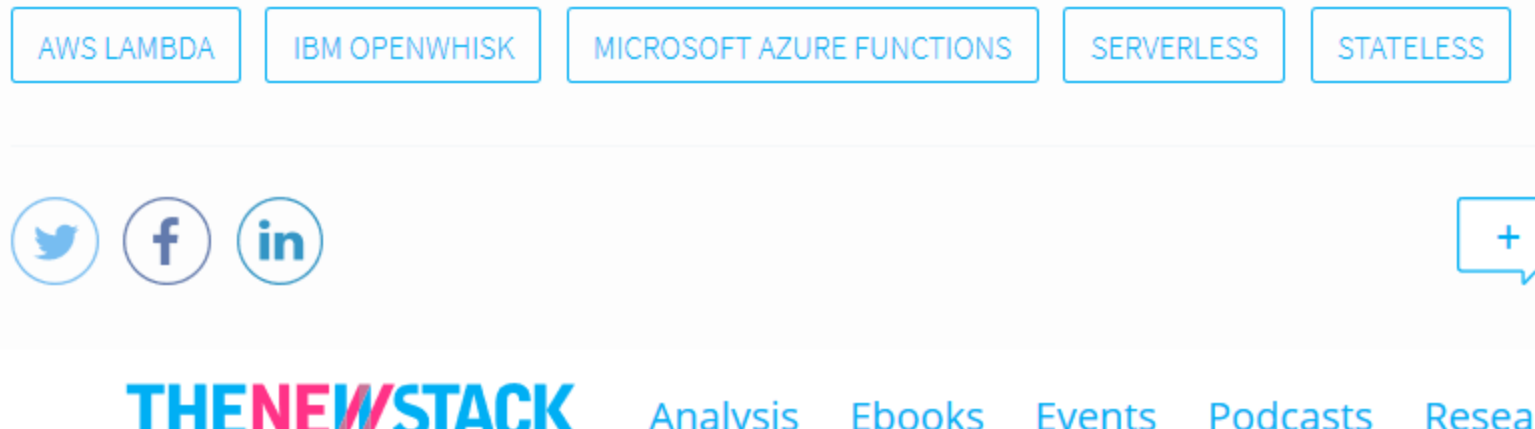 AWS LAMBDA IBM OPENWHISK MICROSOFT AZURE FUNCTIONS SERVERLESS STATELESS
+
THENEWSTACK Analysis Ebooks Events Podcasts